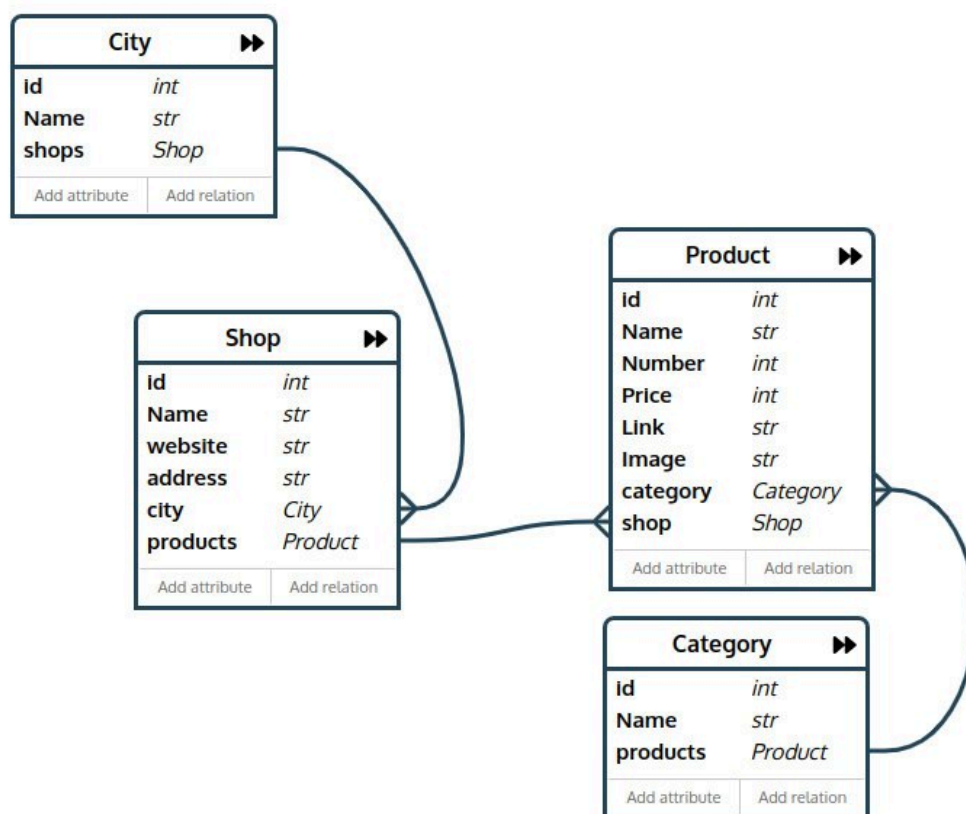 City
id int
Name str
shops Shop
Add attribute Add relation
Shop
id int
Name str
website str
address str
city City
products Product
Add attribute Add relation
Product
id int
Name str
Number int
Price int
Link str
Image str
category Category
shop Shop
Add attribute Add relation
Category
id int
Name str
products Product
Add attribute Add relation